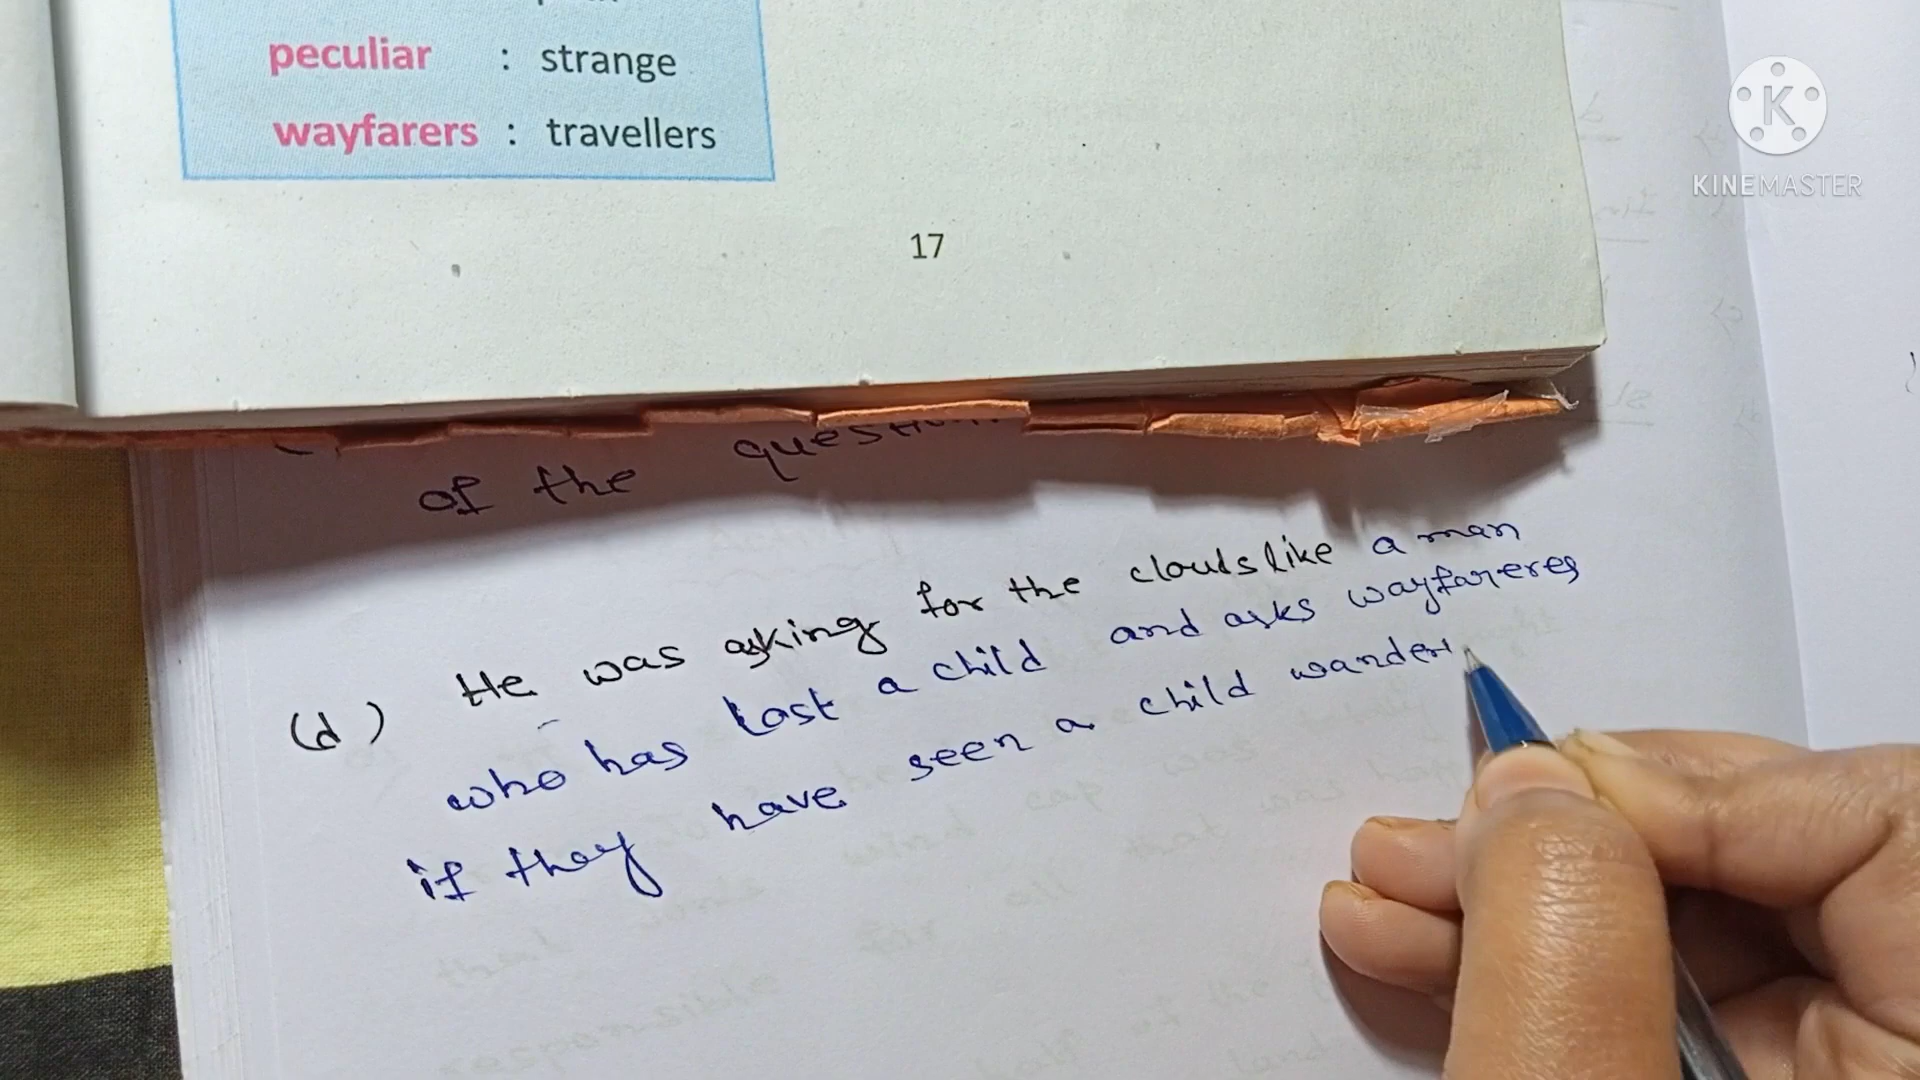 peculiar : strange
wayfarers : travellers
17
KINEMASTER
of the
(d) He was asking for the clouds like a man
who has lost a child and asks wayfareres
if they have seen a child wander